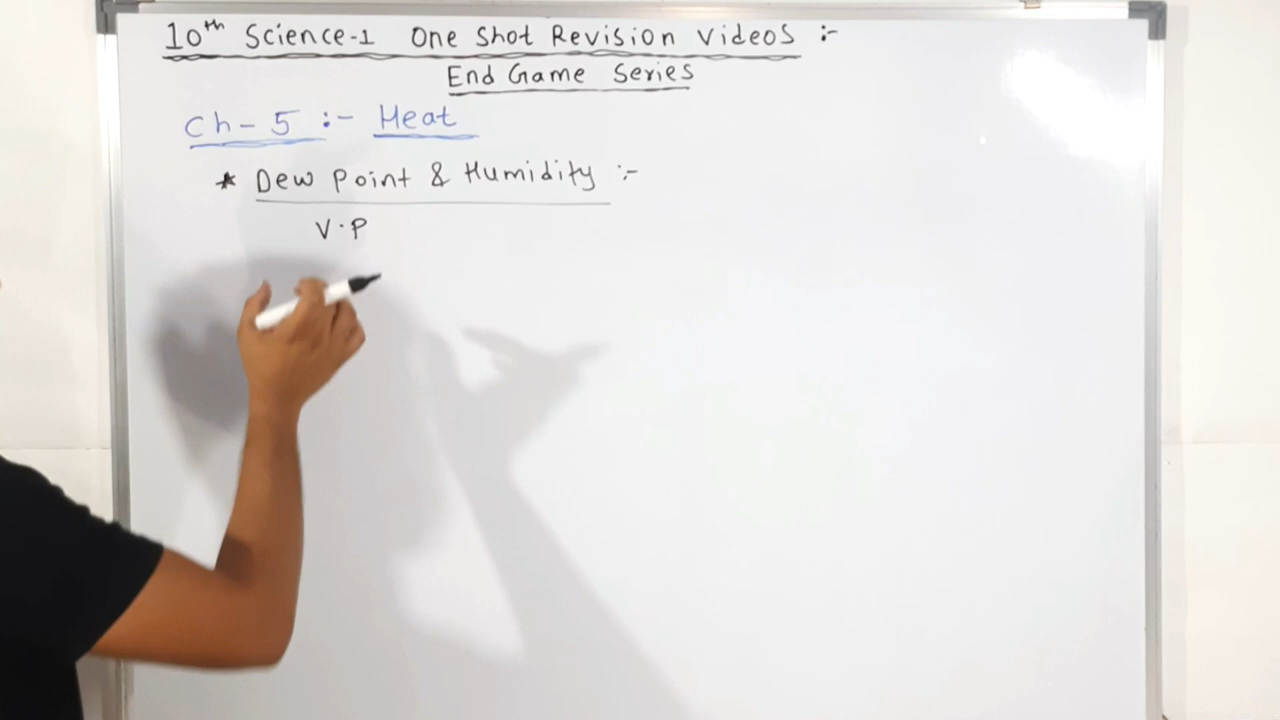 10th Science-1 One Shot Revision Videos :-
End Game Series
Ch-5 :- Heat
* Dew Point & Humidity :-
V.P